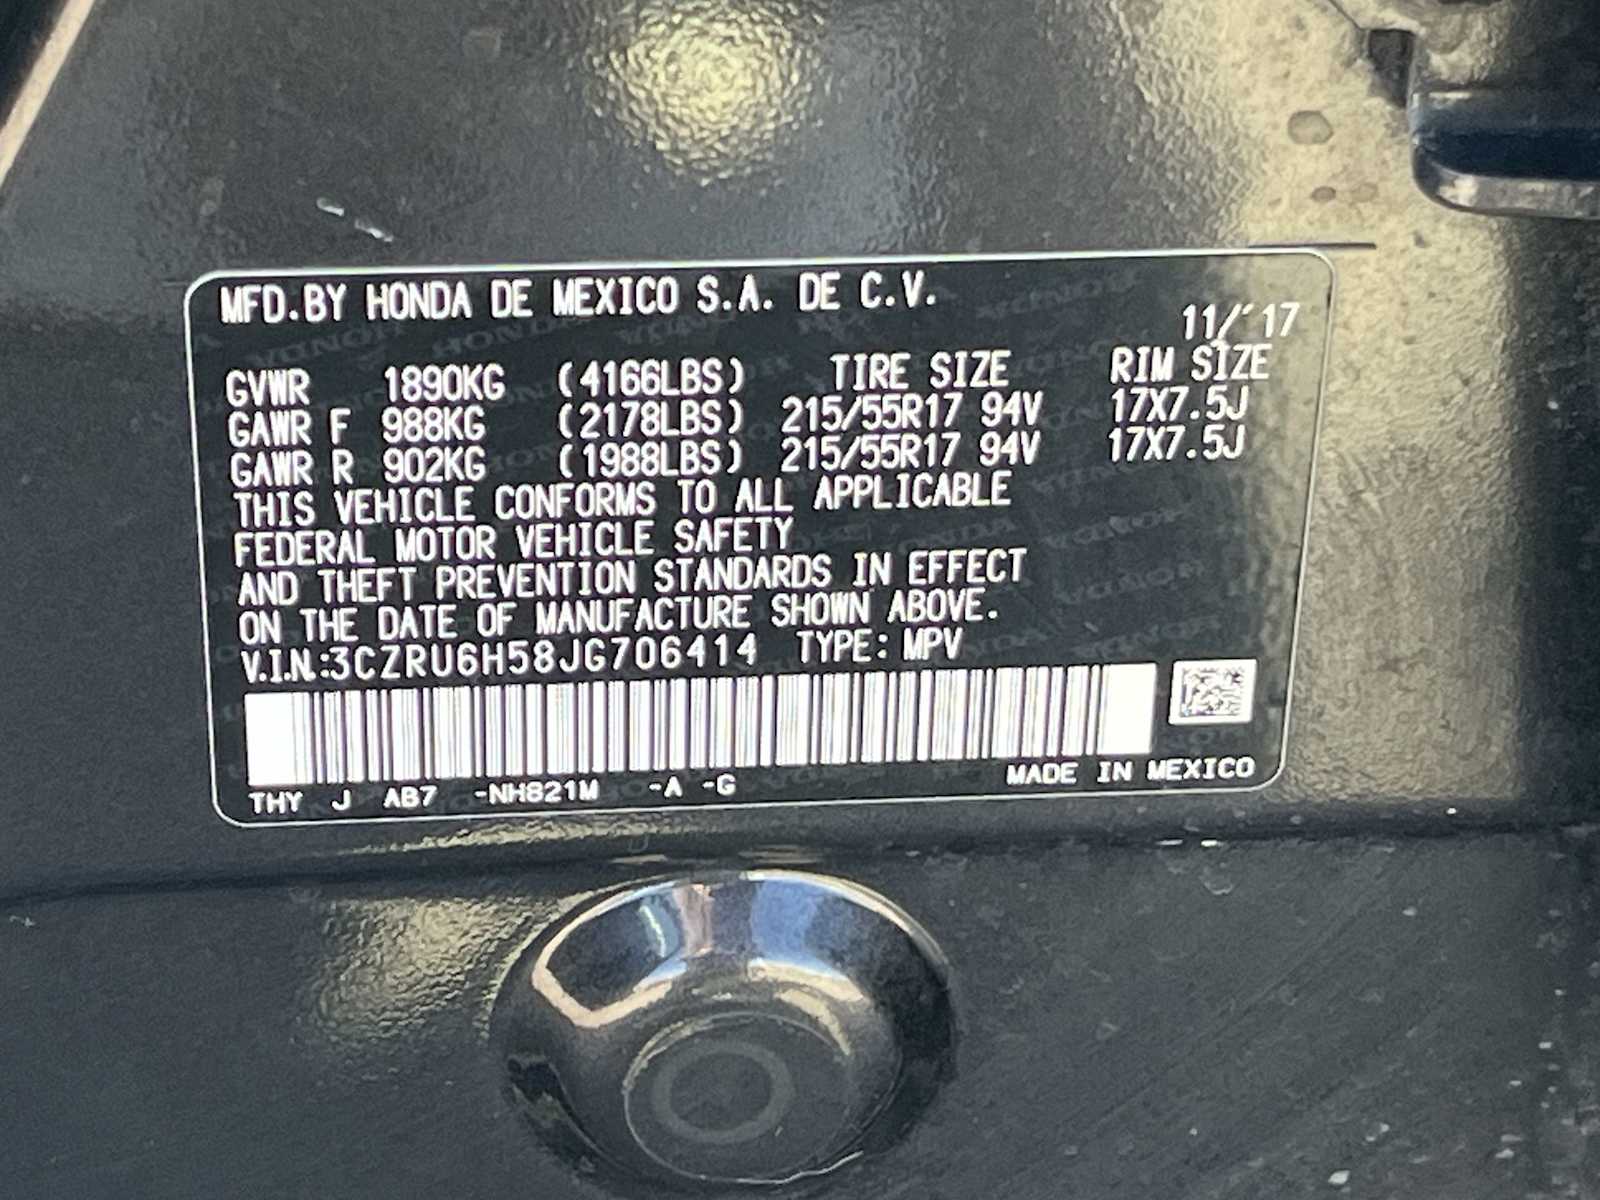 MFD.BY HONDA DE MEXICO S.A. DE C.V.
11/'17
GVWR 1890KG (4166LBS) TIRE SIZE RIM SIZE
GAWR F 988KG (2178LBS) 215/55R17 94V 17X7.5J
GAWR R 902KG (1988LBS) 215/55R17 94V 17X7.5J
THIS VEHICLE CONFORMS TO ALL APPLICABLE
FEDERAL MOTOR VEHICLE SAFETY
AND THEFT PREVENTION STANDARDS IN EFFECT
ON THE DATE OF MANUFACTURE SHOWN ABOVE.
V.I.N.:3CZRU6H58JG706414 TYPE: MPV
THY J AB7 -NH821M -A -G MADE IN MEXICO